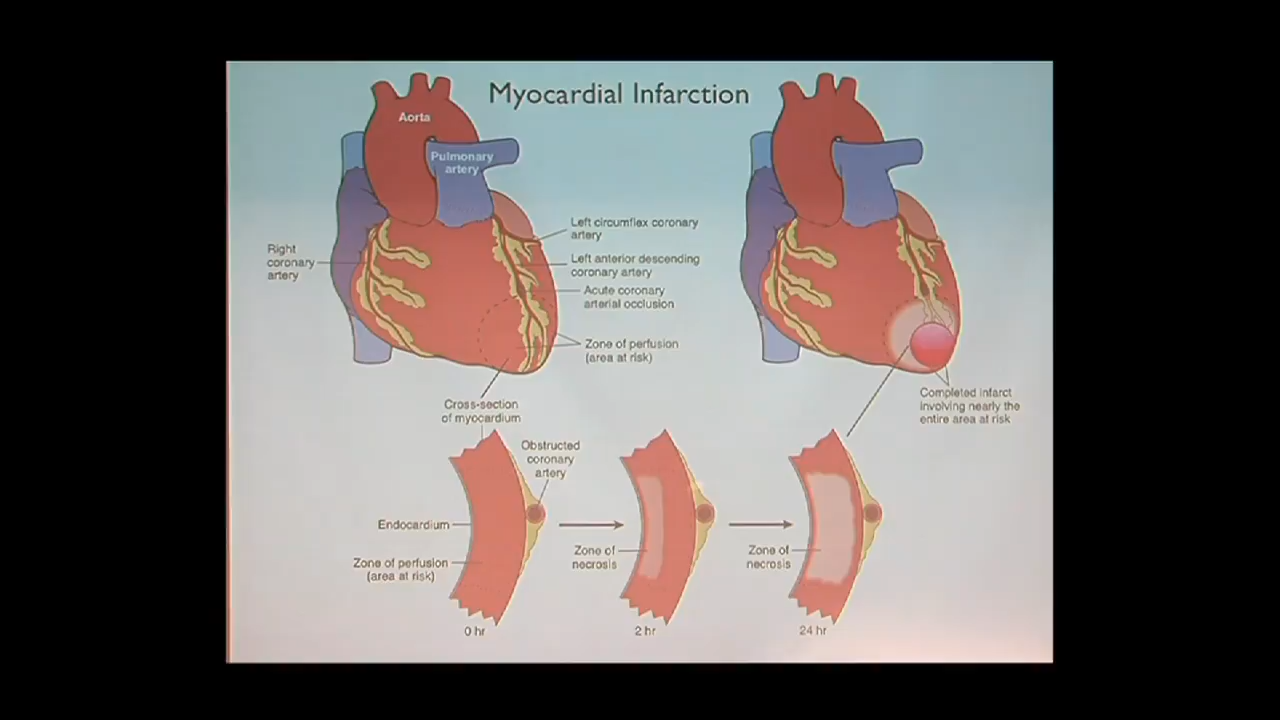 Myocardial Infarction
Aorta
Pulmonary
artery
Left circumflex coronary
artery
Right
coronary
artery
Left anterior descending
coronary artery
Acute coronary
arterial occlusion
Zone of perfusion
(area at risk)
Cross-section
of myocardium
Completed infarct
involving nearly the
entire area at risk
Obstructed
coronary
artery
Endocardium
Zone of perfusion
(area at risk)
Zone of
necrosis
Zone of
necrosis
0 hr
2 hr
24 hr